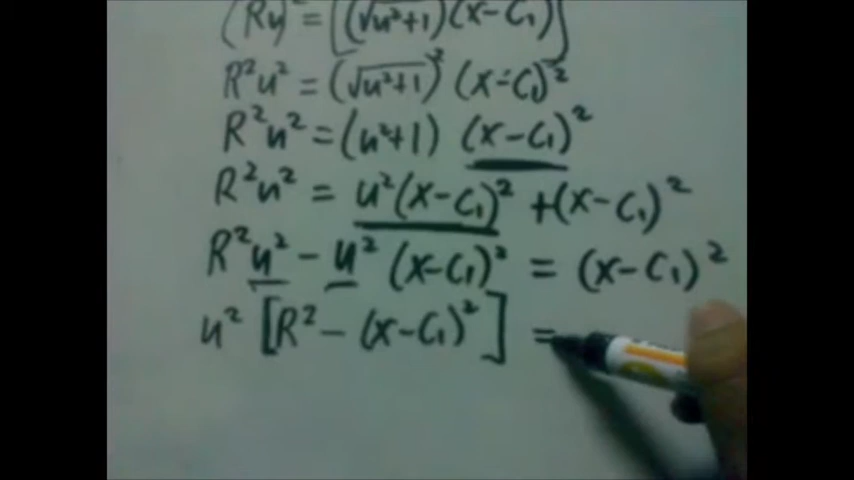 (Ru)² = [(√u²+1)(x-C₁)]
R²u² = (√u²+1)² (x-C₁)²
R²u² = (u²+1) (x-C₁)²
R²u² = u²(x-C₁)² +(x-C₁)²
R²u² - u² (x-C₁)² = (x-C₁)²
u² [R² - (x-C₁)²] =